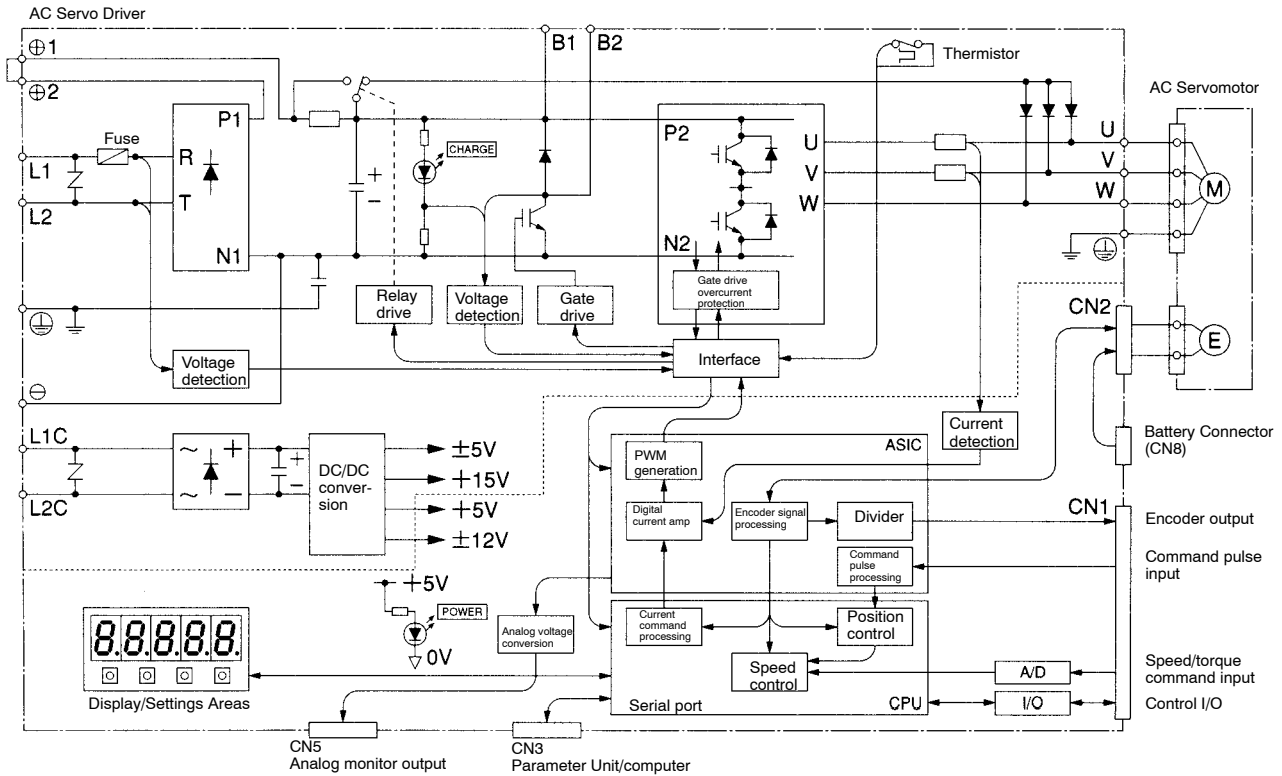 AC Servo Driver
⊕1
⊕2
B1
B2
Thermistor
AC Servomotor
Fuse
L1
L2
R
T
P1
N1
CHARGE
+
−
P2
N2
U
V
W
U
V
W
M
Gate drive
overcurrent
protection
Relay
drive
Voltage
detection
Gate
drive
Interface
Voltage
detection
⊖
CN2
E
L1C
L2C
~
~
+
−
+
−
DC/DC
conver-
sion
±5V
+15V
+5V
±12V
ASIC
PWM
generation
Digital
current amp
Encoder signal
processing
Divider
Command
pulse
processing
Current
detection
Battery Connector
(CN8)
CN1
Encoder output
Command pulse
input
Speed/torque
command input
Control I/O
+5V
POWER
0V
Analog voltage
conversion
Current
command
processing
Position
control
Speed
control
A/D
I/O
Serial port
CPU
8.8.8.8.8.
Display/Settings Areas
CN5
Analog monitor output
CN3
Parameter Unit/computer